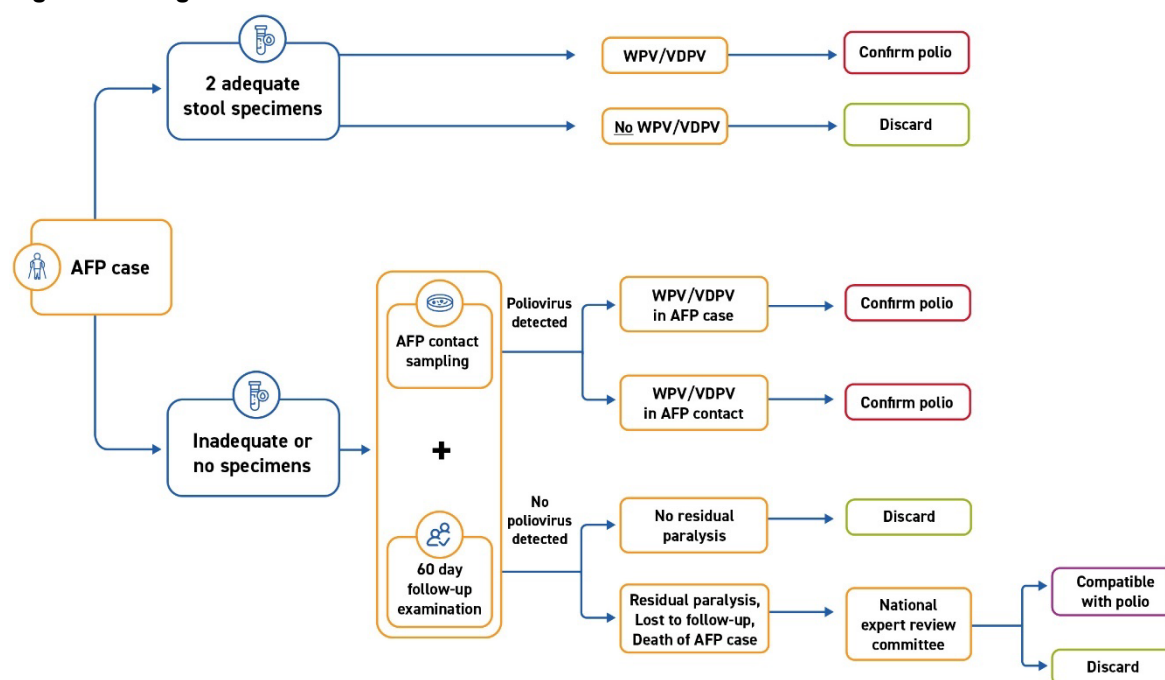 2 adequate
stool specimens
WPV/VDPV
Confirm polio
No WPV/VDPV
Discard
AFP case
AFP contact
sampling
Poliovirus
detected
WPV/VDPV
in AFP case
Confirm polio
WPV/VDPV
in AFP contact
Confirm polio
Inadequate or
no specimens
+
60 day
follow-up
examination
No
poliovirus
detected
No residual
paralysis
Discard
Residual paralysis,
Lost to follow-up,
Death of AFP case
National
expert review
committee
Compatible
with polio
Discard